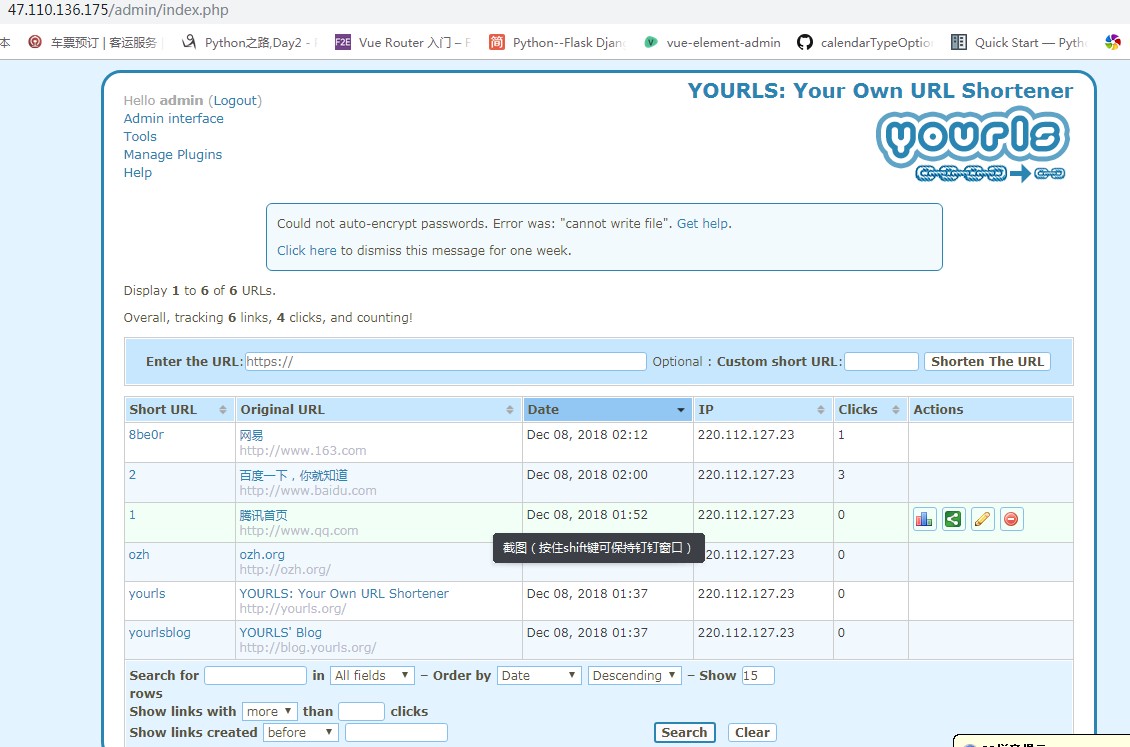 47.110.136.175/admin/index.php
本 车票预订 | 客运服务 Python之路,Day2 - F2E Vue Router 入门 – F 简 Python--Flask Djan vue-element-admin calendarTypeOptio Quick Start — Pyth
Hello admin (Logout)
Admin interface
Tools
Manage Plugins
Help
YOURLS: Your Own URL Shortener
yourls
Could not auto-encrypt passwords. Error was: "cannot write file". Get help.
Click here to dismiss this message for one week.
Display 1 to 6 of 6 URLs.
Overall, tracking 6 links, 4 clicks, and counting!
Enter the URL: https:// Optional : Custom short URL: Shorten The URL
Short URL Original URL Date IP Clicks Actions
8be0r 网易 Dec 08, 2018 02:12 220.112.127.23 1
http://www.163.com
2 百度一下，你就知道 Dec 08, 2018 02:00 220.112.127.23 3
http://www.baidu.com
1 腾讯首页 Dec 08, 2018 01:52 220.112.127.23 0
http://www.qq.com
截图（按住shift键可保持钉钉窗口）
ozh ozh.org 20.112.127.23 0
http://ozh.org/
yourls YOURLS: Your Own URL Shortener Dec 08, 2018 01:37 220.112.127.23 0
http://yourls.org/
yourlsblog YOURLS' Blog Dec 08, 2018 01:37 220.112.127.23 0
http://blog.yourls.org/
Search for in All fields – Order by Date Descending – Show 15
rows
Show links with more than clicks
Show links created before Search Clear